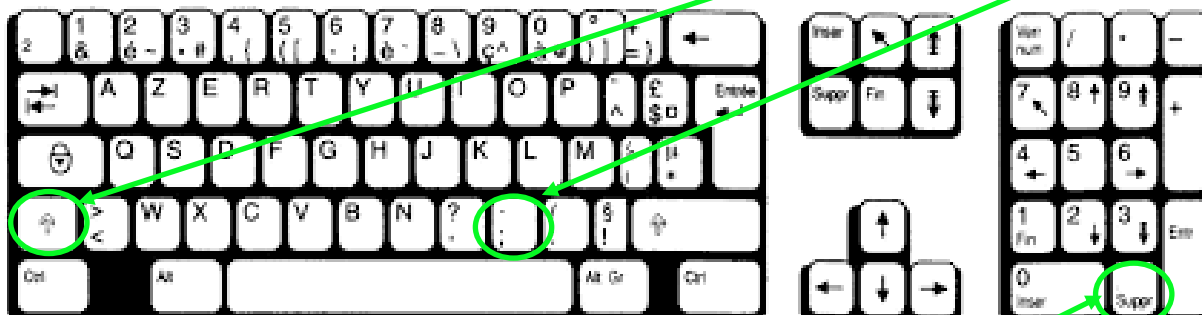 1 2 3 4 5 6 7 8 9 0 ° +
2 & é ~ # { ( [ è ` _ \ ç ^ ) ] = }
Inser
Ver num / -
A Z E R T Y U I O P ¨ £ Entrée
^ $ ¤
Suppr Fin
7 8 9 +
Q S D F G H J K L M
4 5 6
> W X C V B N ? . / §
< ; !
1 2 3 Entr
Fin
Ctrl Alt Alt Gr Ctrl
0
Inser Suppr